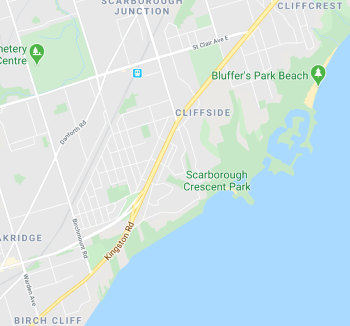 SCARBOROUGH
JUNCTION
CLIFFCREST
St Clair Ave E
metery
Centre
Bluffer's Park Beach
CLIFFSIDE
Danforth Rd
Scarborough
Crescent Park
Birchmount Rd
Kingston Rd
AKRIDGE
Warden Ave
BIRCH CLIFF